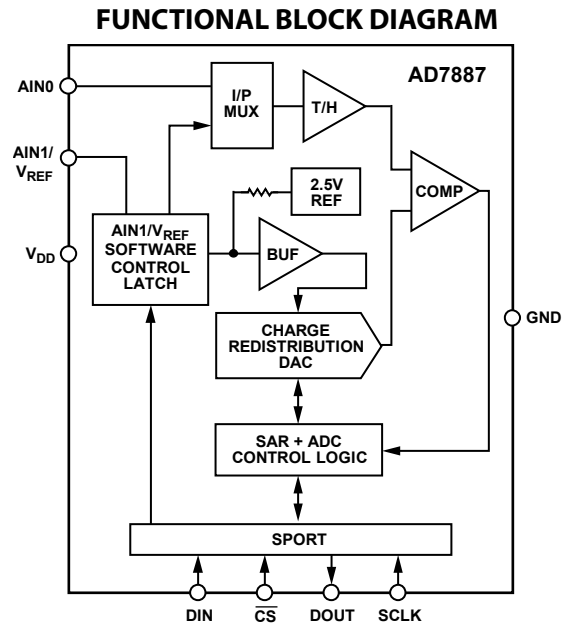 FUNCTIONAL BLOCK DIAGRAM
AD7887
AIN0
I/P
MUX
T/H
AIN1/
VREF
2.5V
REF
COMP
AIN1/VREF
SOFTWARE
CONTROL
LATCH
BUF
VDD
GND
CHARGE
REDISTRIBUTION
DAC
SAR + ADC
CONTROL LOGIC
SPORT
DIN
CS
DOUT
SCLK